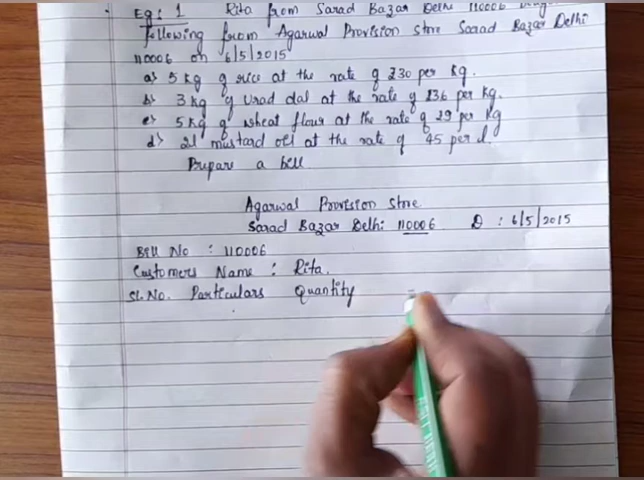 Eg: 1 Rita from Sarad Bazar Delhi 110006
following from Agarwal Provision store Sarad Bazar Delhi
110006 on 6/5/2015
a) 5 kg of rice at the rate of ₹30 per kg.
b) 3 kg of Urad dal at the rate of ₹36 per kg.
c) 5 kg of wheat flour at the rate of 29 per kg
d) 2l mustard oil at the rate of 45 per l.
Prepare a bill
Agarwal Provision Store
Sarad Bazar Delhi 110006 D : 6/5/2015
Bill No : 110006
Customers Name : Rita.
Sl. No. Particulars Quantity